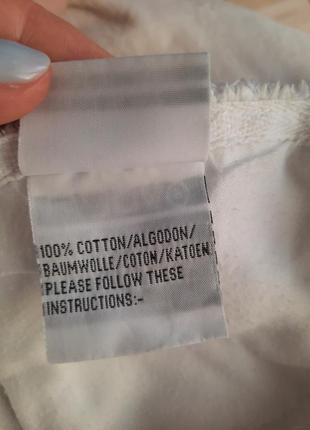 100% COTTON/ALGODON/
BAUMWOLLE/COTON/KATOEN
PLEASE FOLLOW THESE
INSTRUCTIONS:-